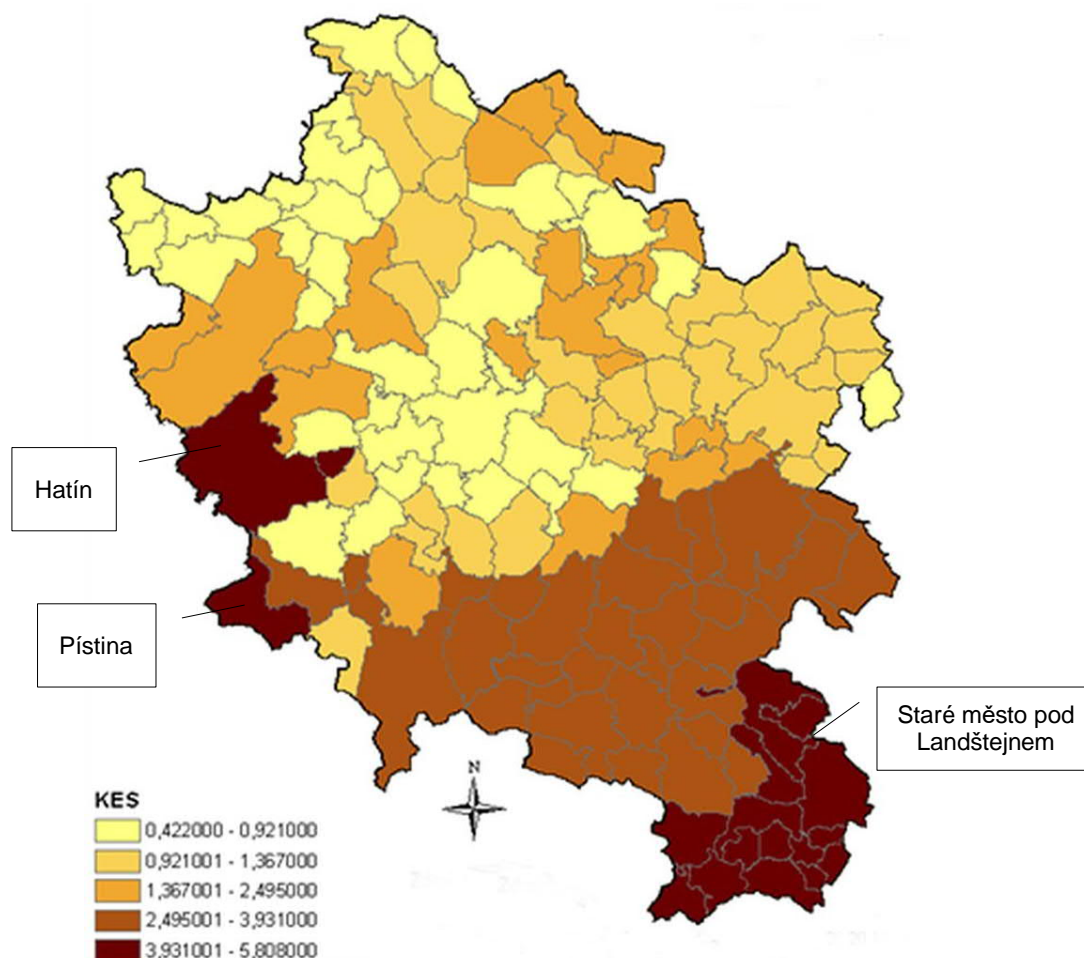 Hatín
Pístina
Staré město pod
Landštejnem
N
KES
0,422000 - 0,921000
0,921001 - 1,367000
1,367001 - 2,495000
2,495001 - 3,931000
3,931001 - 5,808000